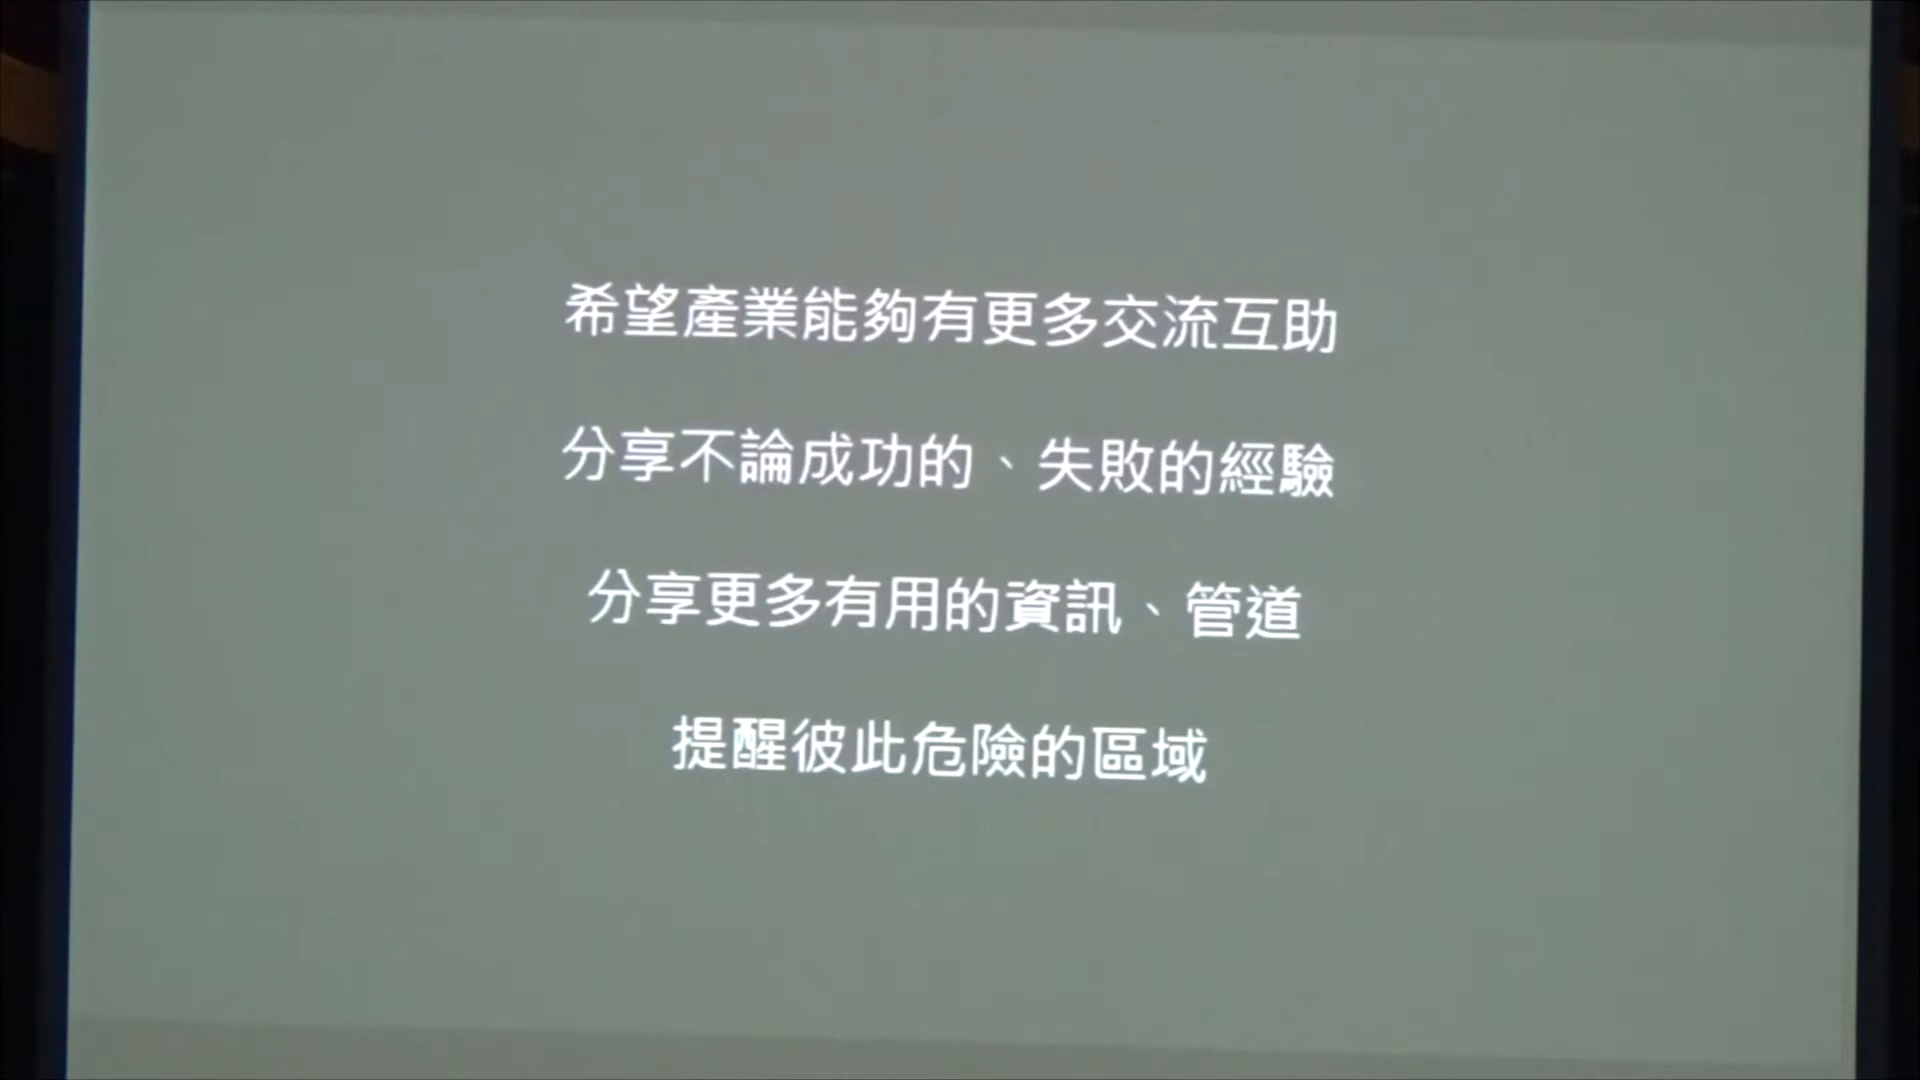 希望產業能夠有更多交流互助
分享不論成功的、失敗的經驗
分享更多有用的資訊、管道
提醒彼此危險的區域